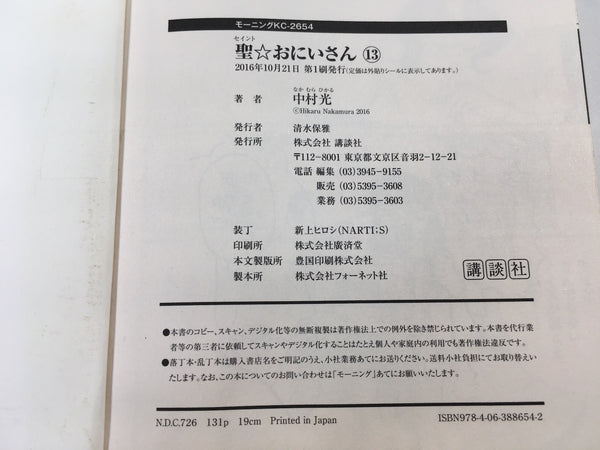 モーニングKC-2654
セイント
聖☆おにいさん ⑬
2016年10月21日 第1刷発行(定価は外貼りシールに表示してあります。)
なか むら ひかる
著 者 中村光
©Hikaru Nakamura 2016
発行者 清水保雅
発行所 株式会社 講談社
〒112-8001 東京都文京区音羽2-12-21
電話 編集 (03)3945-9155
販売 (03)5395-3608
業務 (03)5395-3603
装丁 新上ヒロシ(NARTI;S)
印刷所 株式会社廣済堂
本文製版所 豊国印刷株式会社
製本所 株式会社フォーネット社
講談社
●本書のコピー、スキャン、デジタル化等の無断複製は著作権法上での例外を除き禁じられています。本書を代行業
者等の第三者に依頼してスキャンやデジタル化することはたとえ個人や家庭内の利用でも著作権法違反です。
●落丁本・乱丁本は購入書店名をご明記のうえ、小社業務あてにお送りください。送料小社負担にてお取り替えい
たします。なお、この本についてのお問い合わせは「モーニング」あてにお願いいたします。
N.D.C.726 131p 19cm Printed in Japan
ISBN978-4-06-388654-2